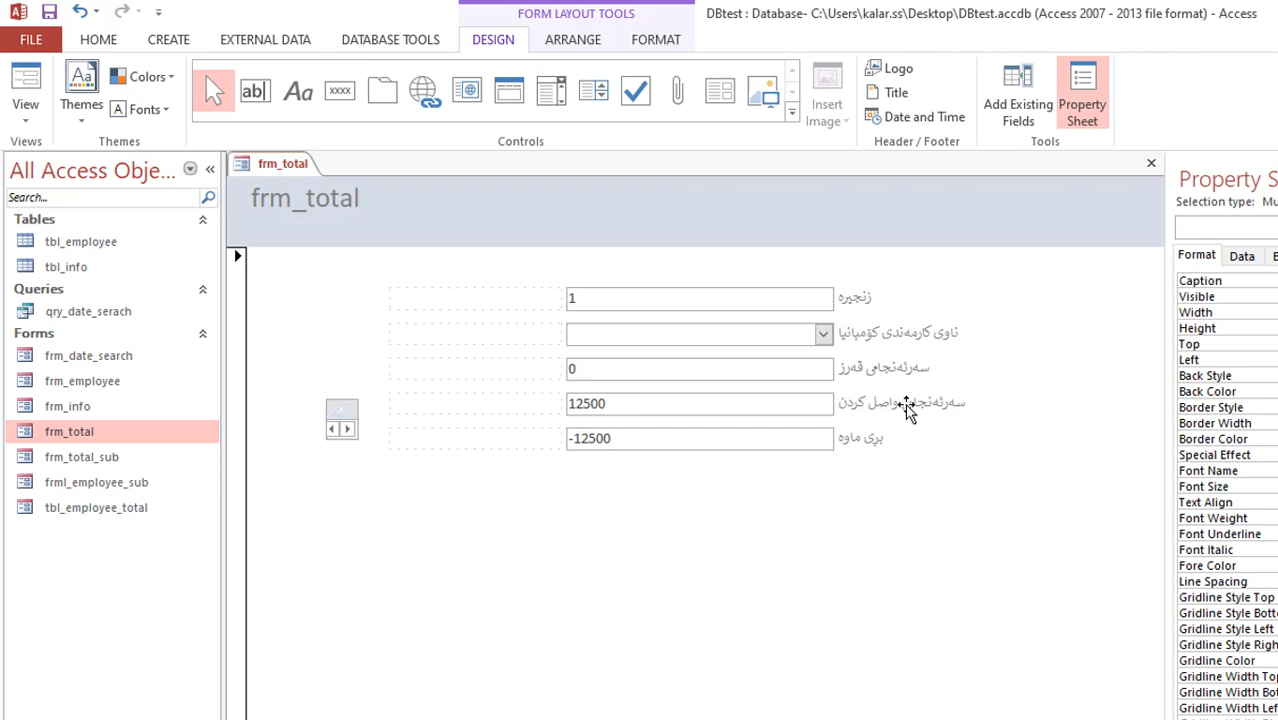 FORM LAYOUT TOOLS
DBtest : Database- C:\Users\kalar.ss\Desktop\DBtest.accdb (Access 2007 - 2013 file format) - Access
FILE HOME CREATE EXTERNAL DATA DATABASE TOOLS DESIGN ARRANGE FORMAT
View
Views
Themes
Colors
Fonts
Themes
Controls
Insert Image
Logo
Title
Date and Time
Header / Footer
Add Existing Fields
Property Sheet
Tools
All Access Obje...
Search...
Tables
tbl_employee
tbl_info
Queries
qry_date_serach
Forms
frm_date_search
frm_employee
frm_info
frm_total
frm_total_sub
frml_employee_sub
tbl_employee_total
frm_total
frm_total
1 زنجیرە
ناوی کارمەندی کۆمپانیا
0 سەرئەنجامی قەرز
12500 واصل کردن
-12500 بڕی ماوە
Property S
Selection type: Mu
Format Data E
Caption
Visible
Width
Height
Top
Left
Back Style
Back Color
Border Style
Border Width
Border Color
Special Effect
Font Name
Font Size
Text Align
Font Weight
Font Underline
Font Italic
Fore Color
Line Spacing
Gridline Style Top
Gridline Style Botto
Gridline Style Left
Gridline Style Righ
Gridline Color
Gridline Width Top
Gridline Width Bot
Gridline Width Lef